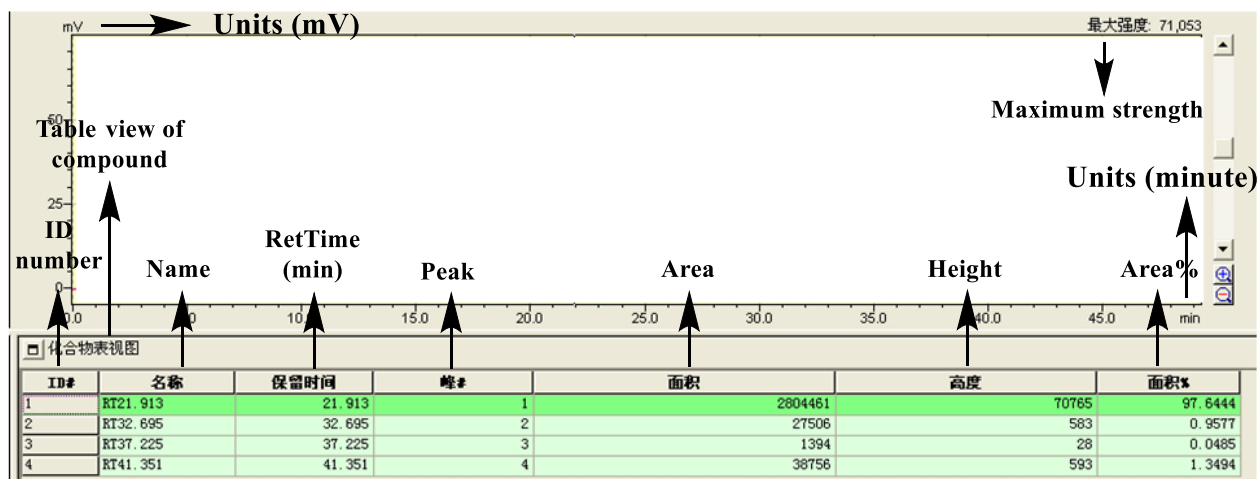 mV Units (mV) 最大强度: 71,053
Maximum strength
50
Table view of
compound
Units (minute)
25
ID
number
RetTime
(min)
Name
Peak
Area
Height
Area%
0
0.0 10. 15.0 20.0 25.0 30.0 35.0 40.0 45.0 min
化合物表视图
ID# 名称 保留时间 峰# 面积 高度 面积%
1 RT21.913 21.913 1 2804461 70765 97.6444
2 RT32.695 32.695 2 27506 583 0.9577
3 RT37.225 37.225 3 1394 28 0.0485
4 RT41.351 41.351 4 38756 593 1.3494